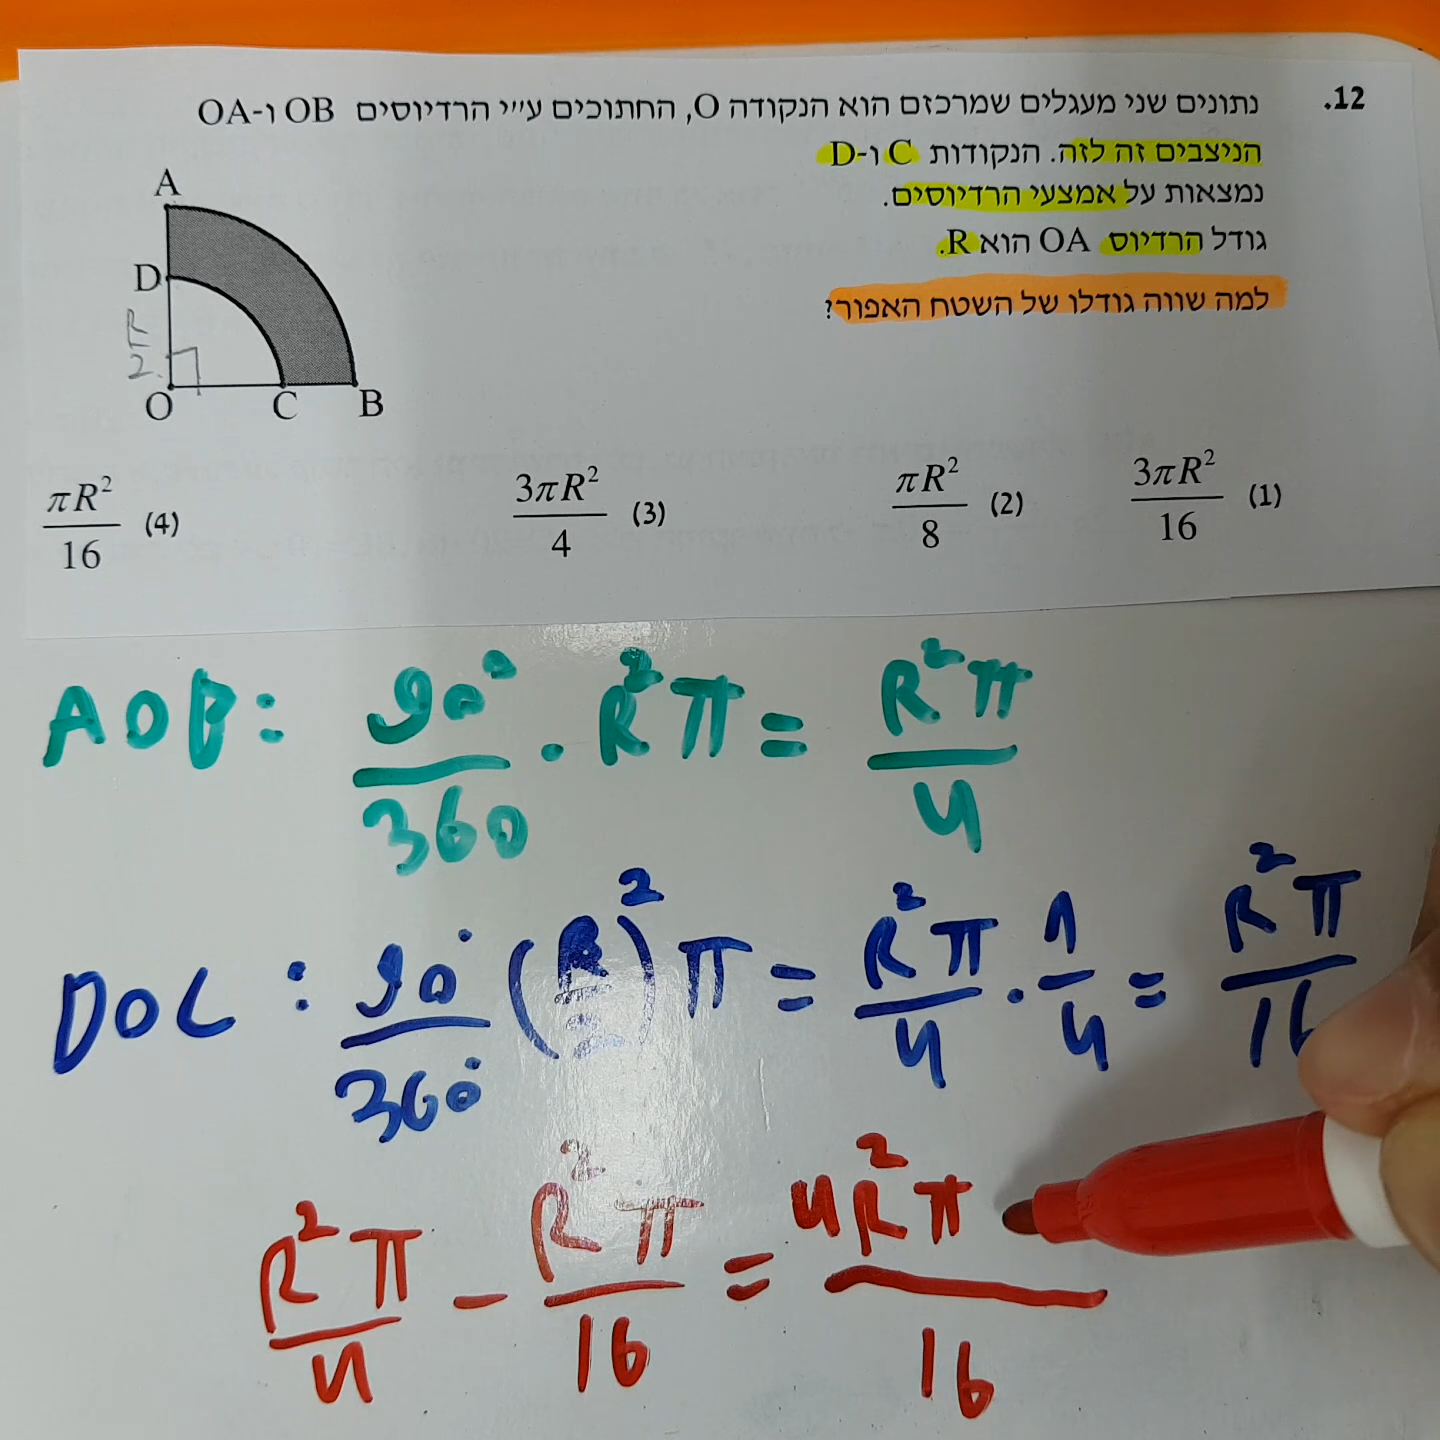 12. נתונים שני מעגלים שמרכזם הוא הנקודה O, החתוכים ע״י הרדיוסים OB ו-OA
הניצבים זה לזה. הנקודות C ו-D
נמצאות על אמצעי הרדיוסים.
גודל הרדיוס OA הוא R.
למה שווה גודלו של השטח האפור?
A
D
R/2
O C B
(1) 3πR²/16 (2) πR²/8 (3) 3πR²/4 (4) πR²/16
AOB: 90°/360 · R²π = R²π/4
DOC: 90°/360° (R/2)² π = R²π/4 · 1/4 = R²π/16
R²π/4 − R²π/16 = 4R²π/16